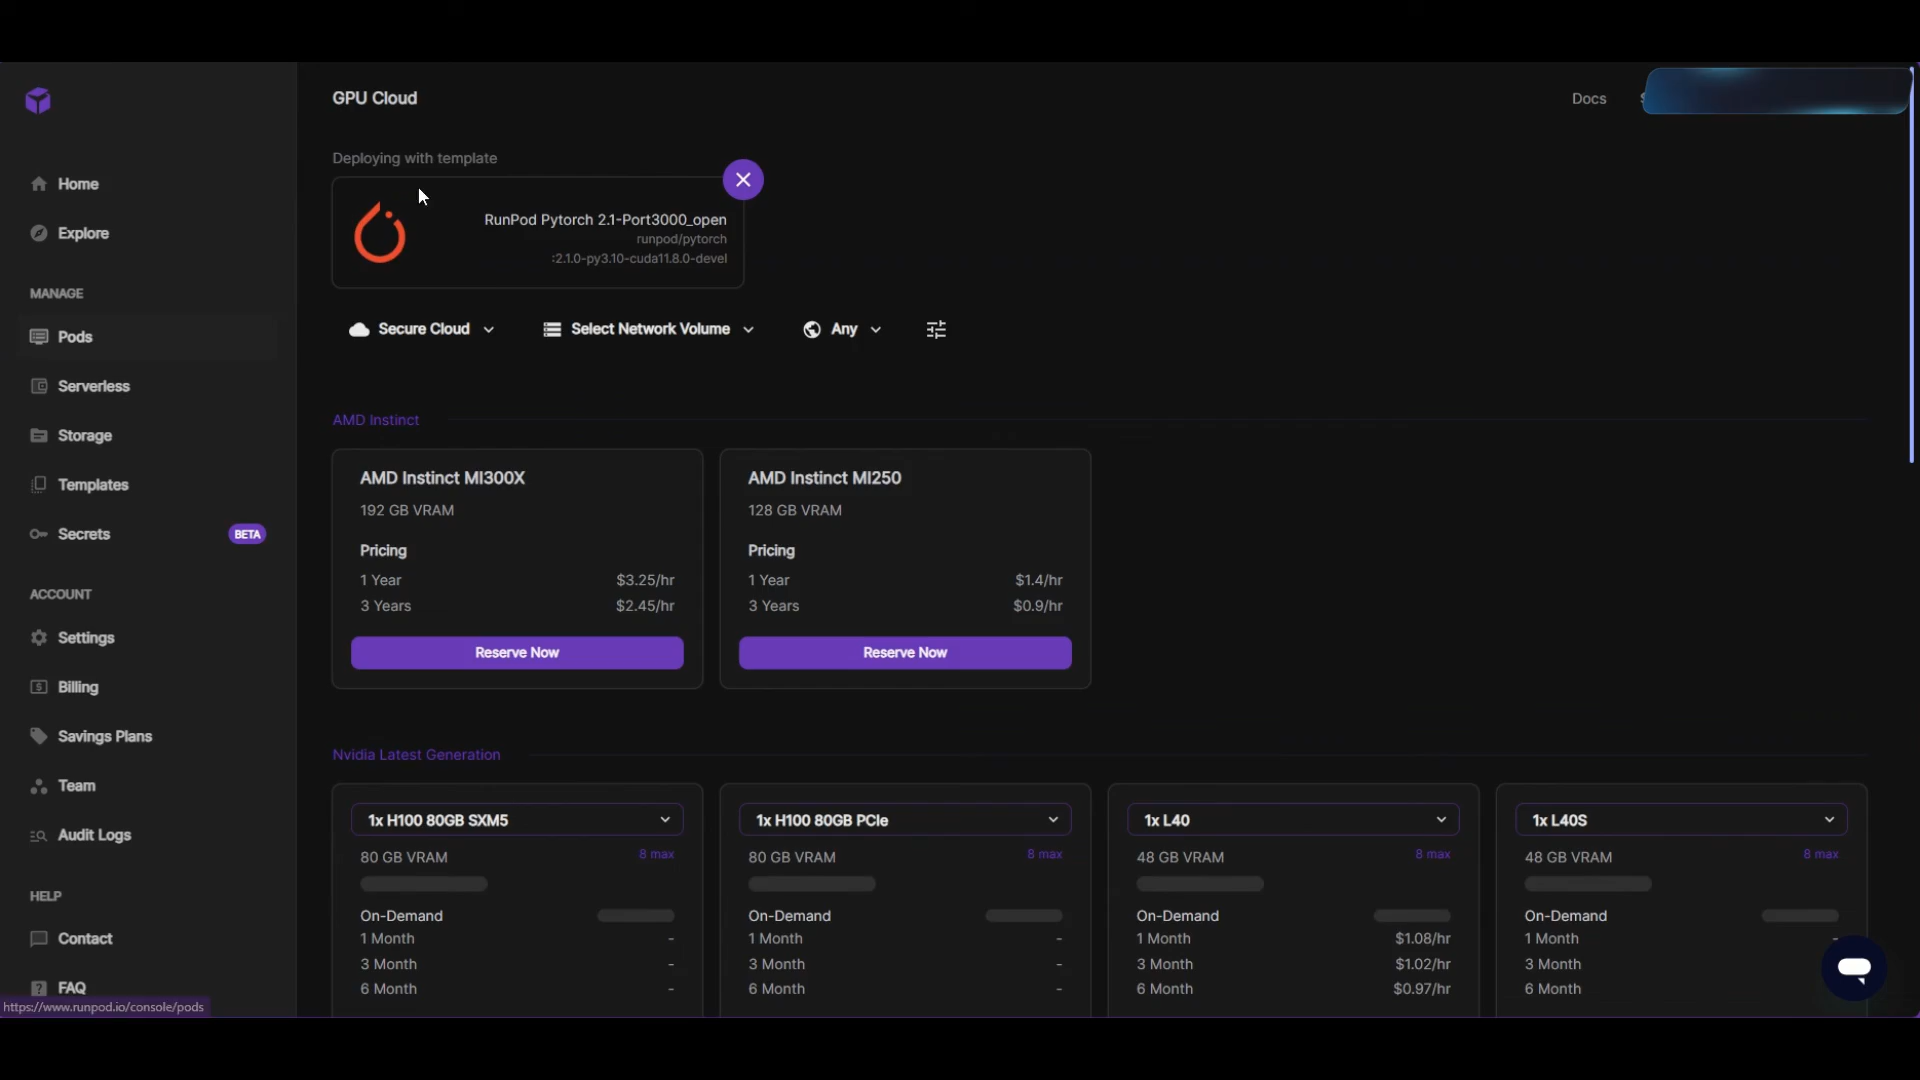 GPU Cloud
Docs
Deploying with template
RunPod Pytorch 2.1-Port3000_open
runpod/pytorch
:2.1.0-py3.10-cuda11.8.0-devel
Home
Explore
MANAGE
Pods
Serverless
Storage
Templates
Secrets BETA
ACCOUNT
Settings
Billing
Savings Plans
Team
Audit Logs
HELP
Contact
FAQ
https://www.runpod.io/console/pods
Secure Cloud Select Network Volume Any
AMD Instinct
AMD Instinct MI300X
192 GB VRAM
Pricing
1 Year $3.25/hr
3 Years $2.45/hr
Reserve Now
AMD Instinct MI250
128 GB VRAM
Pricing
1 Year $1.4/hr
3 Years $0.9/hr
Reserve Now
Nvidia Latest Generation
1x H100 80GB SXM5
80 GB VRAM 8 max
On-Demand
1 Month -
3 Month -
6 Month -
1x H100 80GB PCIe
80 GB VRAM 8 max
On-Demand
1 Month -
3 Month -
6 Month -
1x L40
48 GB VRAM 8 max
On-Demand
1 Month $1.08/hr
3 Month $1.02/hr
6 Month $0.97/hr
1x L40S
48 GB VRAM 8 max
On-Demand
1 Month -
3 Month
6 Month